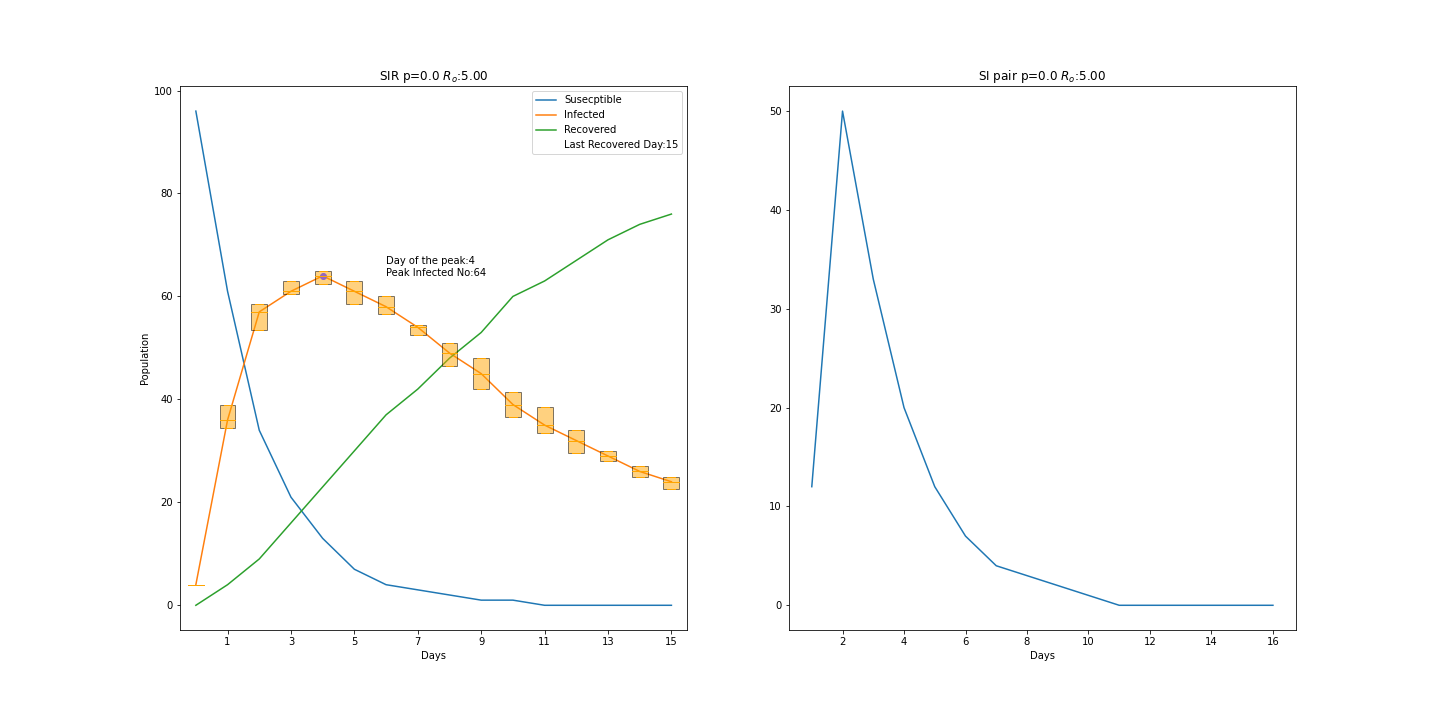 SIR p=0.0 Rₒ:5.00
100
80
60
40
20
0
Population
Susecptible
Infected
Recovered
Last Recovered Day:15
Day of the peak:4
Peak Infected No:64
1 3 5 7 9 11 13 15
Days
SI pair p=0.0 Rₒ:5.00
50
40
30
20
10
0
2 4 6 8 10 12 14 16
Days